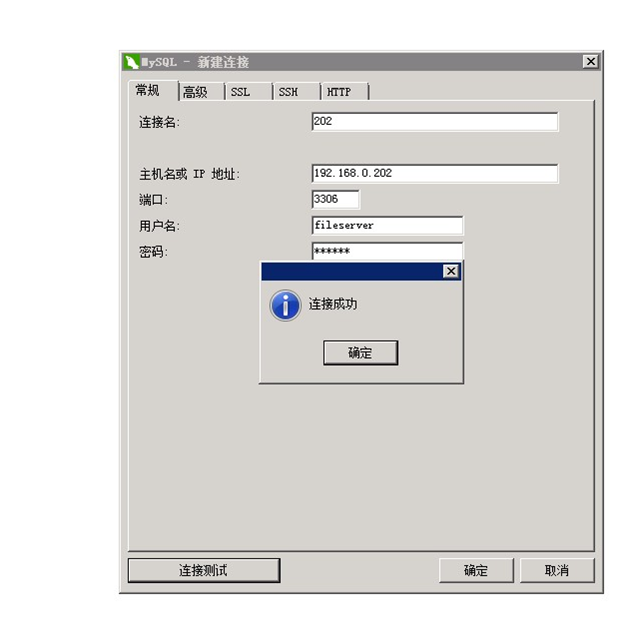 MySQL - 新建连接
常规 高级 SSL SSH HTTP
连接名: 202
主机名或 IP 地址: 192.168.0.202
端口: 3306
用户名: fileserver
密码: ******
连接成功
确定
连接测试 确定 取消